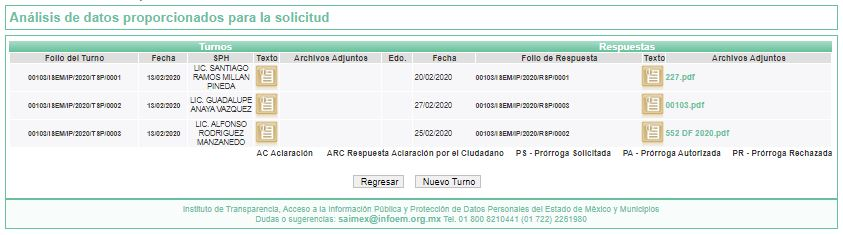 Análisis de datos proporcionados para la solicitud
Turnos Respuestas
Folio del Turno Fecha SPH Texto Archivos Adjuntos Edo. Fecha Folio de Respuesta Texto Archivos Adjuntos
00103/ISEM/IP/2020/TSP/0001 13/02/2020 LIC. SANTIAGO RAMOS MILLAN PINEDA 20/02/2020 00103/ISEM/IP/2020/RSP/0001 227.pdf
00103/ISEM/IP/2020/TSP/0002 13/02/2020 LIC. GUADALUPE ANAYA VAZQUEZ 27/02/2020 00103/ISEM/IP/2020/RSP/0003 00103.pdf
00103/ISEM/IP/2020/TSP/0003 13/02/2020 LIC. ALFONSO RODRIGUEZ MANZANEDO 25/02/2020 00103/ISEM/IP/2020/RSP/0002 552 DF 2020.pdf
AC Aclaración ARC Respuesta Aclaración por el Ciudadano PS - Prórroga Solicitada PA - Prórroga Autorizada PR - Prórroga Rechazada
Regresar Nuevo Turno
Instituto de Transparencia, Acceso a la Información Pública y Protección de Datos Personales del Estado de México y Municipios
Dudas o sugerencias: saimex@infoem.org.mx Tel. 01 800 8210441 (01 722) 2261980